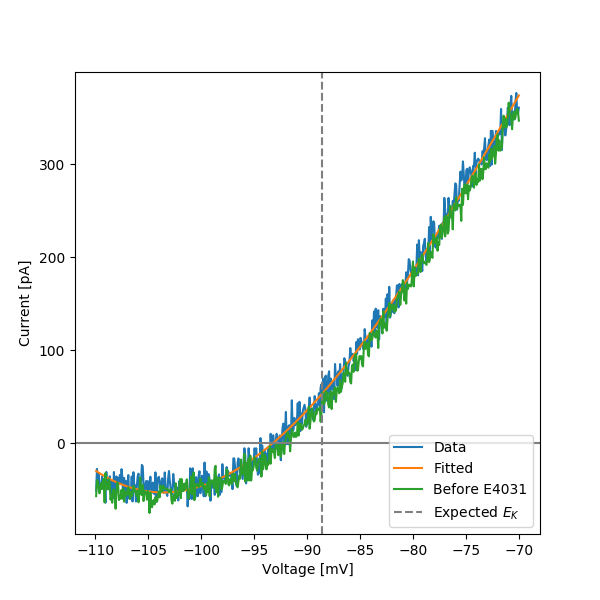 300
200
100
0
Current [pA]
−110
−105
−100
−95
−90
−85
−80
−75
−70
Voltage [mV]
Data
Fitted
Before E4031
Expected E_K